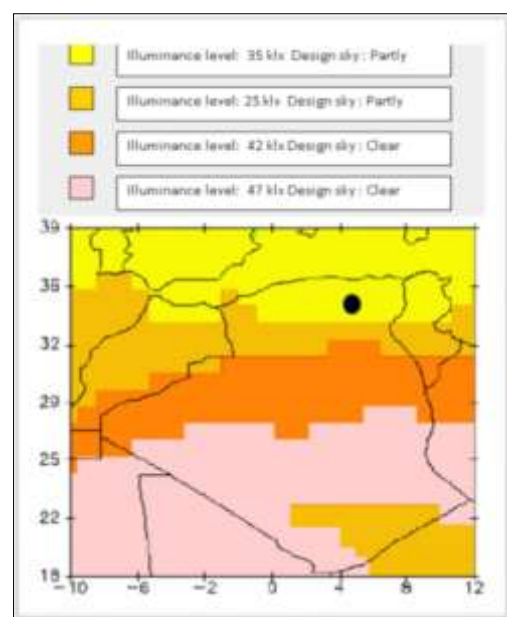 Illuminance level: 35 klx Design sky : Partly
Illuminance level: 25 klx Design sky : Partly
Illuminance level: 42 klx Design sky : Clear
Illuminance level: 47 klx Design sky : Clear
39
36
32
29
25
22
18
-10 -6 -2 0 4 8 12